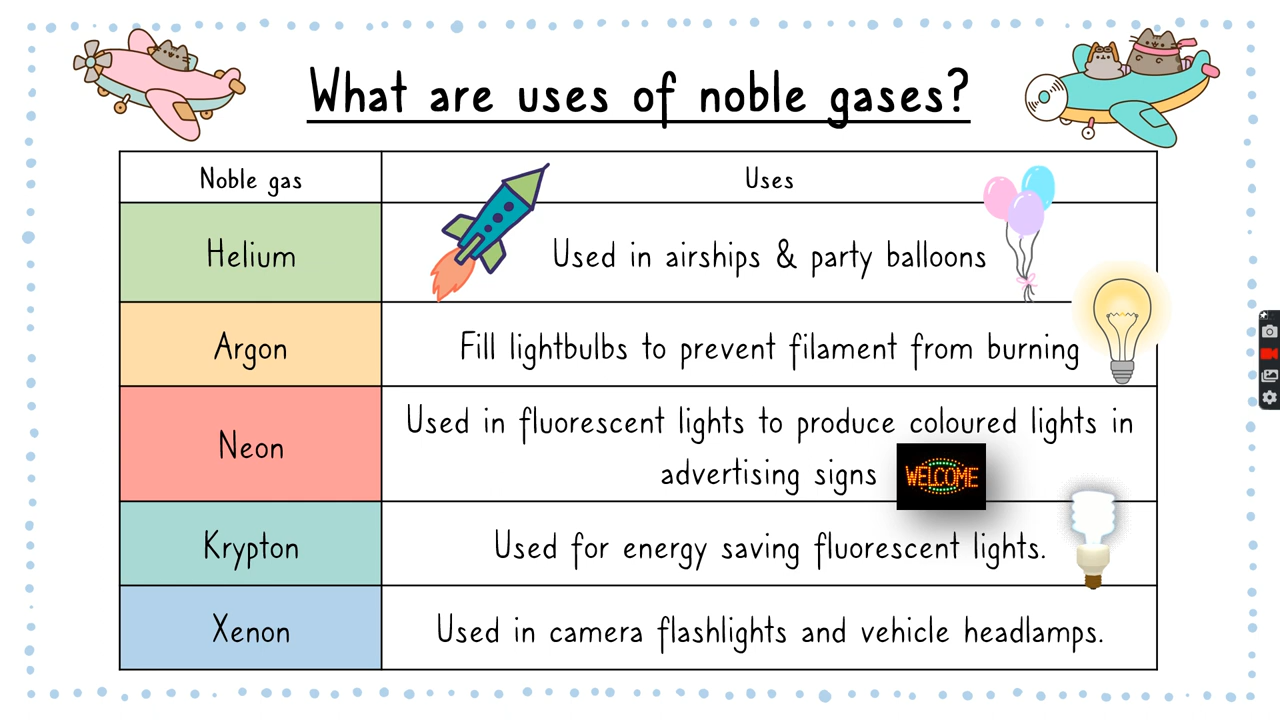 What are uses of noble gases?
Noble gas
Uses
Helium
Used in airships & party balloons
Argon
Fill lightbulbs to prevent filament from burning
Neon
Used in fluorescent lights to produce coloured lights in
advertising signs
WELCOME
Krypton
Used for energy saving fluorescent lights.
Xenon
Used in camera flashlights and vehicle headlamps.